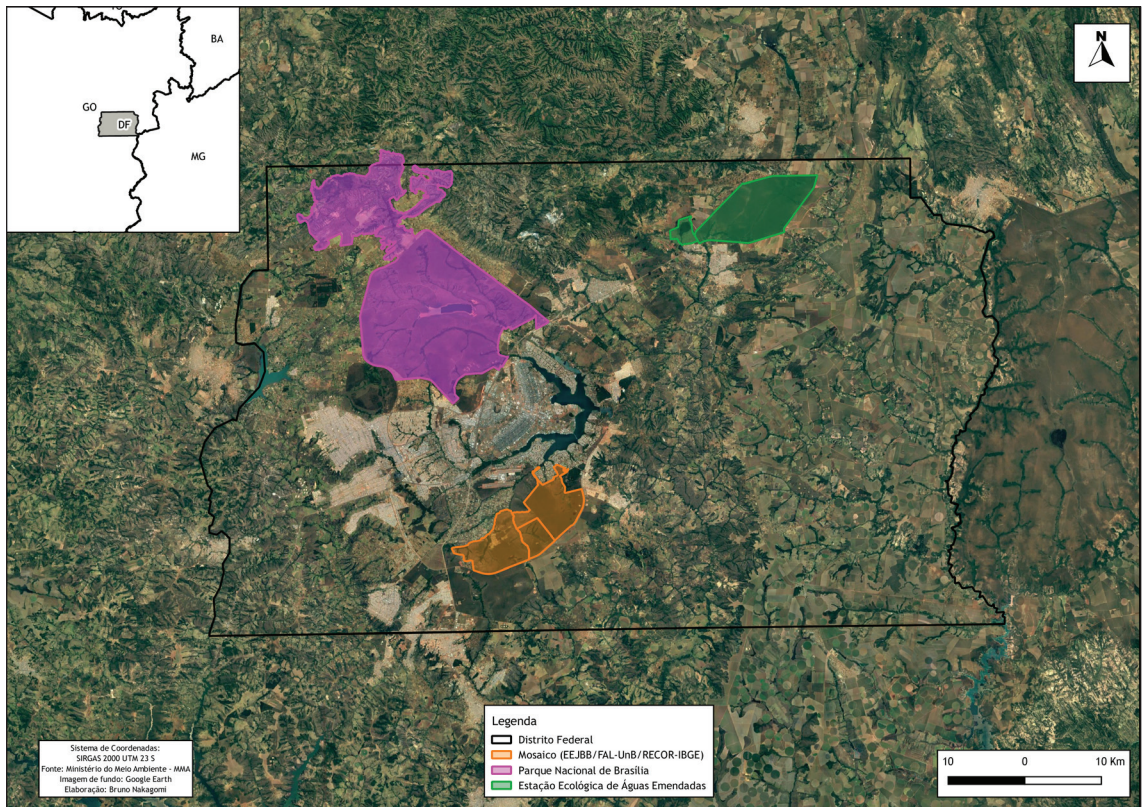 BA
GO
DF
MG
N
Legenda
Distrito Federal
Mosaico (EEJBB/FAL-UnB/RECOR-IBGE)
Parque Nacional de Brasília
Estação Ecológica de Águas Emendadas
Sistema de Coordenadas:
SIRGAS 2000 UTM 23 S
Fonte: Ministério do Meio Ambiente - MMA
Imagem de fundo: Google Earth
Elaboração: Bruno Nakagomi
10 0 10 Km